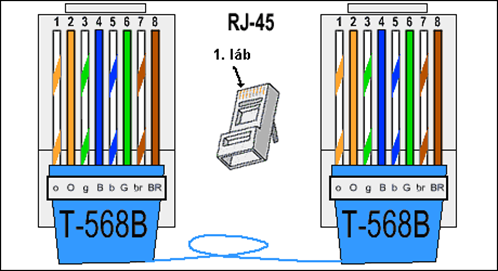 1 2 3 4 5 6 7 8
o O g B b G br BR
T-568B
RJ-45
1. láb
1 2 3 4 5 6 7 8
o O g B b G br BR
T-568B